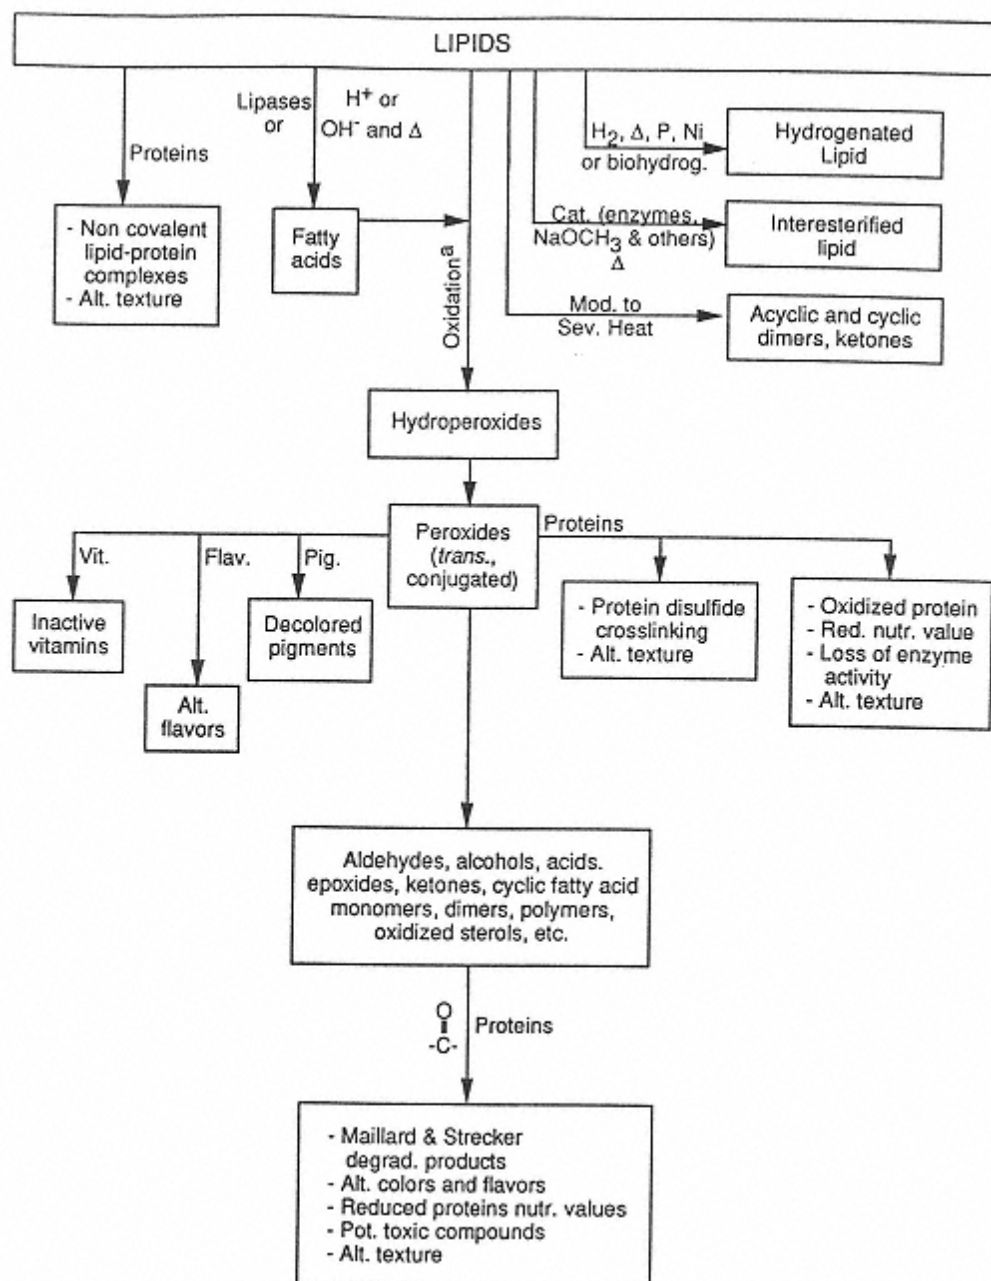 LIPIDS
Lipases
or
H+ or
OH- and Δ
Proteins
H2, Δ, P, Ni
or biohydrog.
Hydrogenated
Lipid
- Non covalent
lipid-protein
complexes
- Alt. texture
Fatty
acids
Oxidationa
Cat. (enzymes,
NaOCH3 & others)
Δ
Interesterified
lipid
Mod. to
Sev. Heat
Acyclic and cyclic
dimers, ketones
Hydroperoxides
Peroxides
(trans.,
conjugated)
Proteins
Vit.
Flav.
Pig.
Inactive
vitamins
Alt.
flavors
Decolored
pigments
- Protein disulfide
crosslinking
- Alt. texture
- Oxidized protein
- Red. nutr. value
- Loss of enzyme
activity
- Alt. texture
Aldehydes, alcohols, acids.
epoxides, ketones, cyclic fatty acid
monomers, dimers, polymers,
oxidized sterols, etc.
O
-C-
Proteins
- Maillard & Strecker
degrad. products
- Alt. colors and flavors
- Reduced proteins nutr. values
- Pot. toxic compounds
- Alt. texture